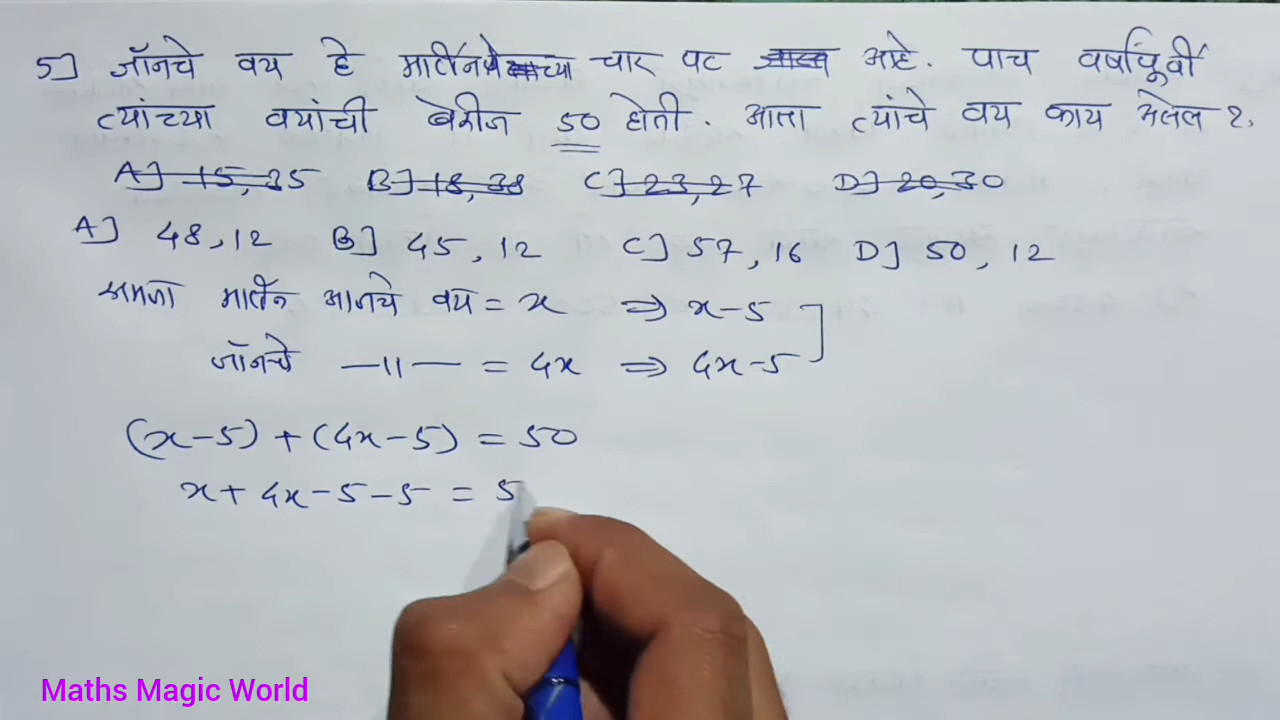 5] जॉनचे वय हे मार्टीनच्या चार पट आहे. पाच वर्षांपूर्वी
त्यांच्या वयांची बेरीज 50 होती. आता त्यांचे वय काय असेल ?
A] 15, 35 B] 18, 38 C] 23, 27 D] 20, 30
A] 48, 12 B] 45, 12 C] 57, 16 D] 50, 12
समजा मार्टीन आजचे वय = x ⇒ x-5 ]
जॉनचे —11— = 4x ⇒ 4x-5
(x-5) + (4x-5) = 50
x + 4x - 5 - 5 = 5
Maths Magic World